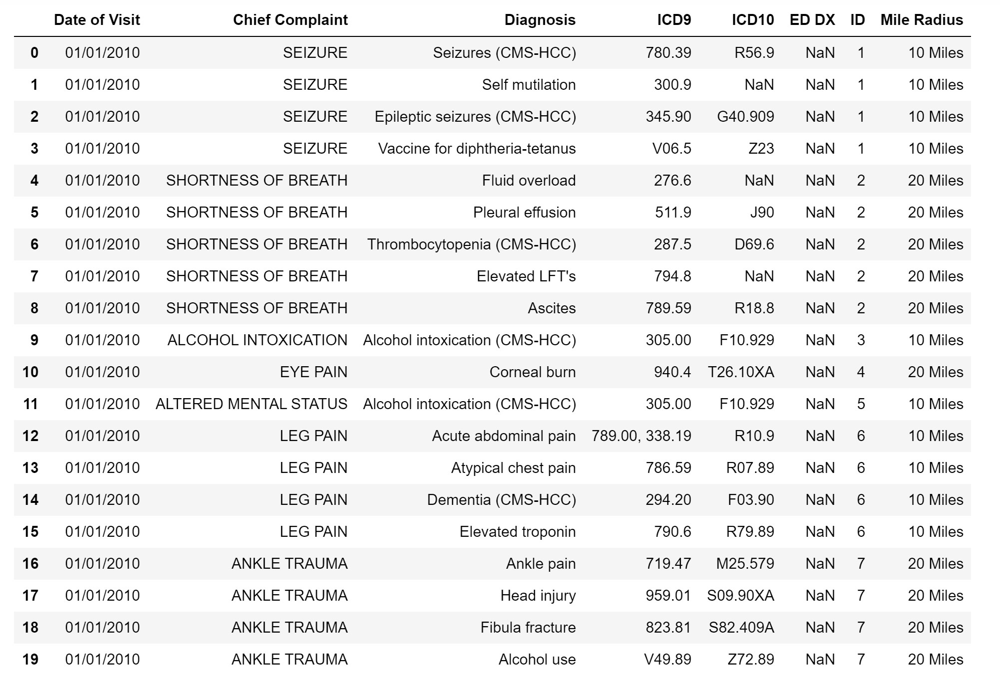 Date of Visit Chief Complaint Diagnosis ICD9 ICD10 ED DX ID Mile Radius
0 01/01/2010 SEIZURE Seizures (CMS-HCC) 780.39 R56.9 NaN 1 10 Miles
1 01/01/2010 SEIZURE Self mutilation 300.9 NaN NaN 1 10 Miles
2 01/01/2010 SEIZURE Epileptic seizures (CMS-HCC) 345.90 G40.909 NaN 1 10 Miles
3 01/01/2010 SEIZURE Vaccine for diphtheria-tetanus V06.5 Z23 NaN 1 10 Miles
4 01/01/2010 SHORTNESS OF BREATH Fluid overload 276.6 NaN NaN 2 20 Miles
5 01/01/2010 SHORTNESS OF BREATH Pleural effusion 511.9 J90 NaN 2 20 Miles
6 01/01/2010 SHORTNESS OF BREATH Thrombocytopenia (CMS-HCC) 287.5 D69.6 NaN 2 20 Miles
7 01/01/2010 SHORTNESS OF BREATH Elevated LFT's 794.8 NaN NaN 2 20 Miles
8 01/01/2010 SHORTNESS OF BREATH Ascites 789.59 R18.8 NaN 2 20 Miles
9 01/01/2010 ALCOHOL INTOXICATION Alcohol intoxication (CMS-HCC) 305.00 F10.929 NaN 3 10 Miles
10 01/01/2010 EYE PAIN Corneal burn 940.4 T26.10XA NaN 4 20 Miles
11 01/01/2010 ALTERED MENTAL STATUS Alcohol intoxication (CMS-HCC) 305.00 F10.929 NaN 5 10 Miles
12 01/01/2010 LEG PAIN Acute abdominal pain 789.00, 338.19 R10.9 NaN 6 10 Miles
13 01/01/2010 LEG PAIN Atypical chest pain 786.59 R07.89 NaN 6 10 Miles
14 01/01/2010 LEG PAIN Dementia (CMS-HCC) 294.20 F03.90 NaN 6 10 Miles
15 01/01/2010 LEG PAIN Elevated troponin 790.6 R79.89 NaN 6 10 Miles
16 01/01/2010 ANKLE TRAUMA Ankle pain 719.47 M25.579 NaN 7 20 Miles
17 01/01/2010 ANKLE TRAUMA Head injury 959.01 S09.90XA NaN 7 20 Miles
18 01/01/2010 ANKLE TRAUMA Fibula fracture 823.81 S82.409A NaN 7 20 Miles
19 01/01/2010 ANKLE TRAUMA Alcohol use V49.89 Z72.89 NaN 7 20 Miles